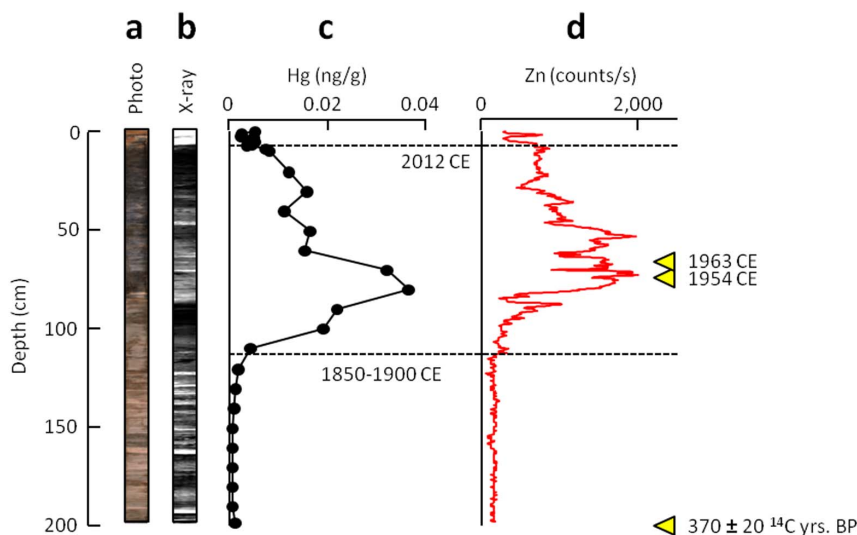 a b c d
Photo X-ray Hg (ng/g) Zn (counts/s)
0 0.02 0.04 0 2,000
Depth (cm)
0
50
100
150
200
2012 CE
1963 CE
1954 CE
1850-1900 CE
370 ± 20 ¹⁴C yrs. BP